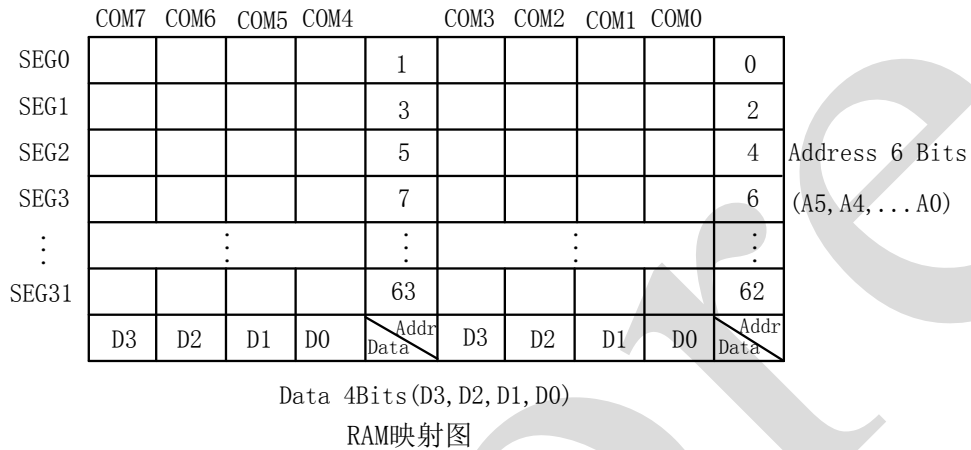 COM7 COM6 COM5 COM4 COM3 COM2 COM1 COM0
SEG0 1 0
SEG1 3 2
SEG2 5 4 Address 6 Bits
SEG3 7 6 (A5,A4,...A0)
⋮ ⋮ ⋮ ⋮ ⋮
SEG31 63 62
D3 D2 D1 D0 Addr Data D3 D2 D1 D0 Addr Data
Data 4Bits(D3,D2,D1,D0)
RAM映射图